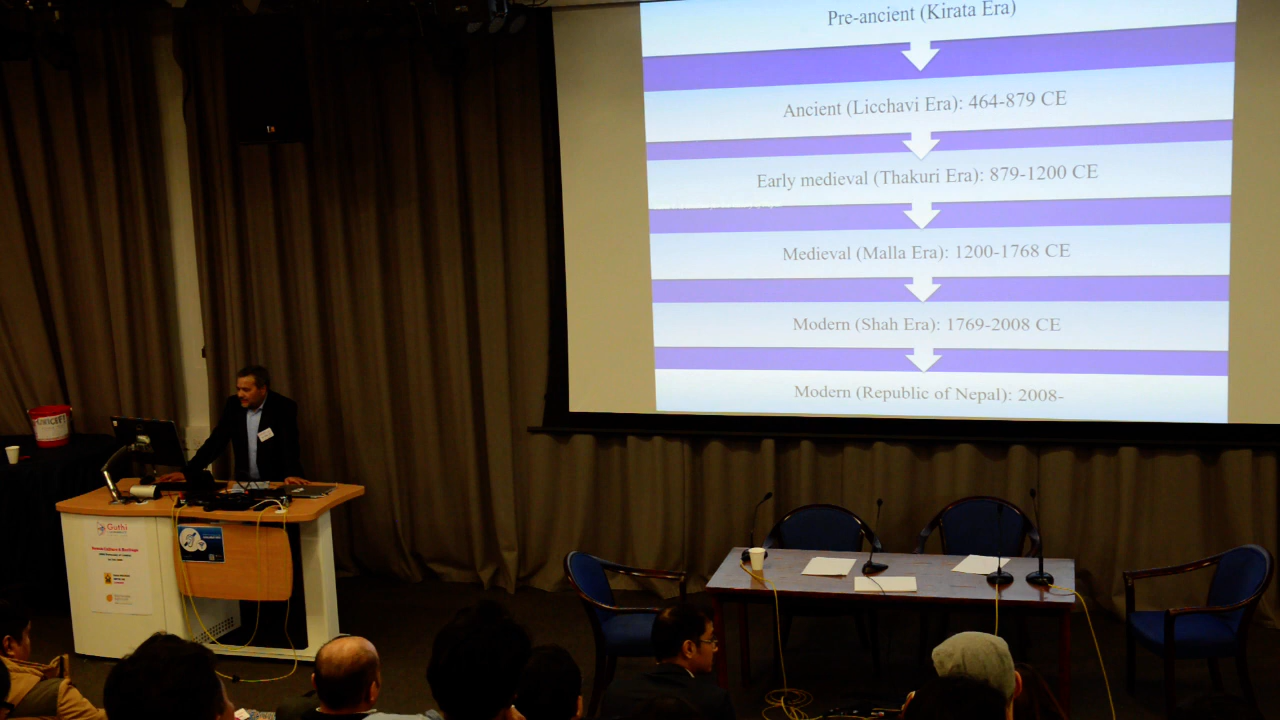 Pre-ancient (Kirata Era)
Ancient (Licchavi Era): 464-879 CE
Early medieval (Thakuri Era): 879-1200 CE
Medieval (Malla Era): 1200-1768 CE
Modern (Shah Era): 1769-2008 CE
Modern (Republic of Nepal): 2008-
Guthi